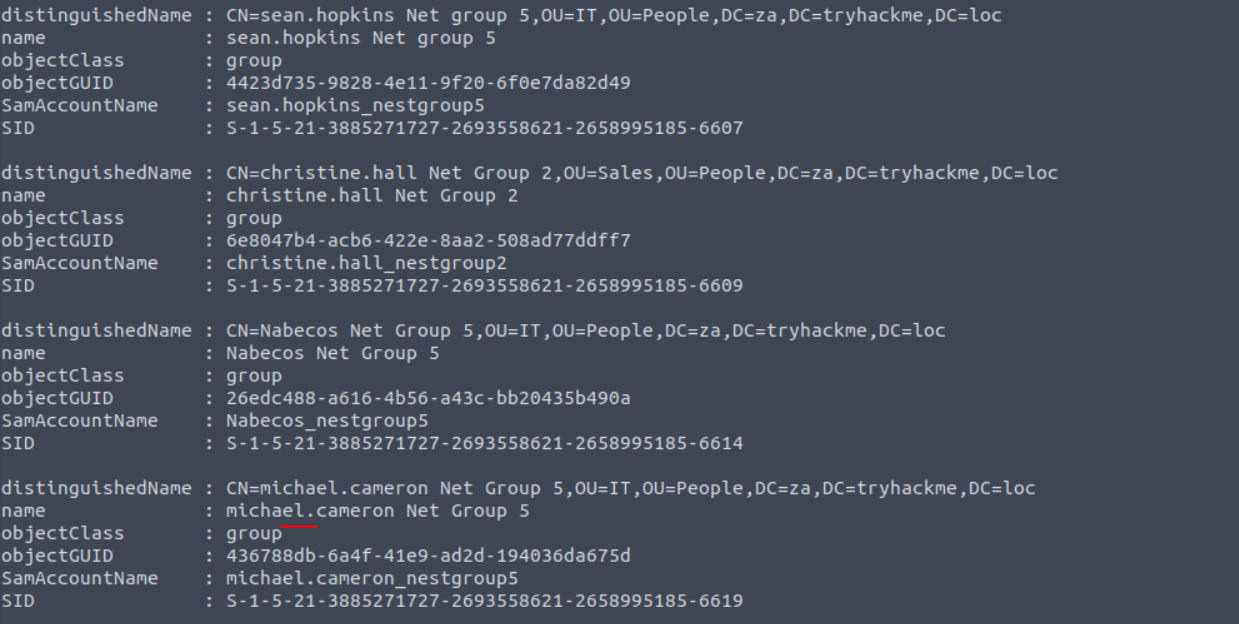 distinguishedName : CN=sean.hopkins Net group 5,OU=IT,OU=People,DC=za,DC=tryhackme,DC=loc
name              : sean.hopkins Net group 5
objectClass       : group
objectGUID        : 4423d735-9828-4e11-9f20-6f0e7da82d49
SamAccountName    : sean.hopkins_nestgroup5
SID               : S-1-5-21-3885271727-2693558621-2658995185-6607

distinguishedName : CN=christine.hall Net Group 2,OU=Sales,OU=People,DC=za,DC=tryhackme,DC=loc
name              : christine.hall Net Group 2
objectClass       : group
objectGUID        : 6e8047b4-acb6-422e-8aa2-508ad77ddff7
SamAccountName    : christine.hall_nestgroup2
SID               : S-1-5-21-3885271727-2693558621-2658995185-6609

distinguishedName : CN=Nabecos Net Group 5,OU=IT,OU=People,DC=za,DC=tryhackme,DC=loc
name              : Nabecos Net Group 5
objectClass       : group
objectGUID        : 26edc488-a616-4b56-a43c-bb20435b490a
SamAccountName    : Nabecos_nestgroup5
SID               : S-1-5-21-3885271727-2693558621-2658995185-6614

distinguishedName : CN=michael.cameron Net Group 5,OU=IT,OU=People,DC=za,DC=tryhackme,DC=loc
name              : michael.cameron Net Group 5
objectClass       : group
objectGUID        : 436788db-6a4f-41e9-ad2d-194036da675d
SamAccountName    : michael.cameron_nestgroup5
SID               : S-1-5-21-3885271727-2693558621-2658995185-6619